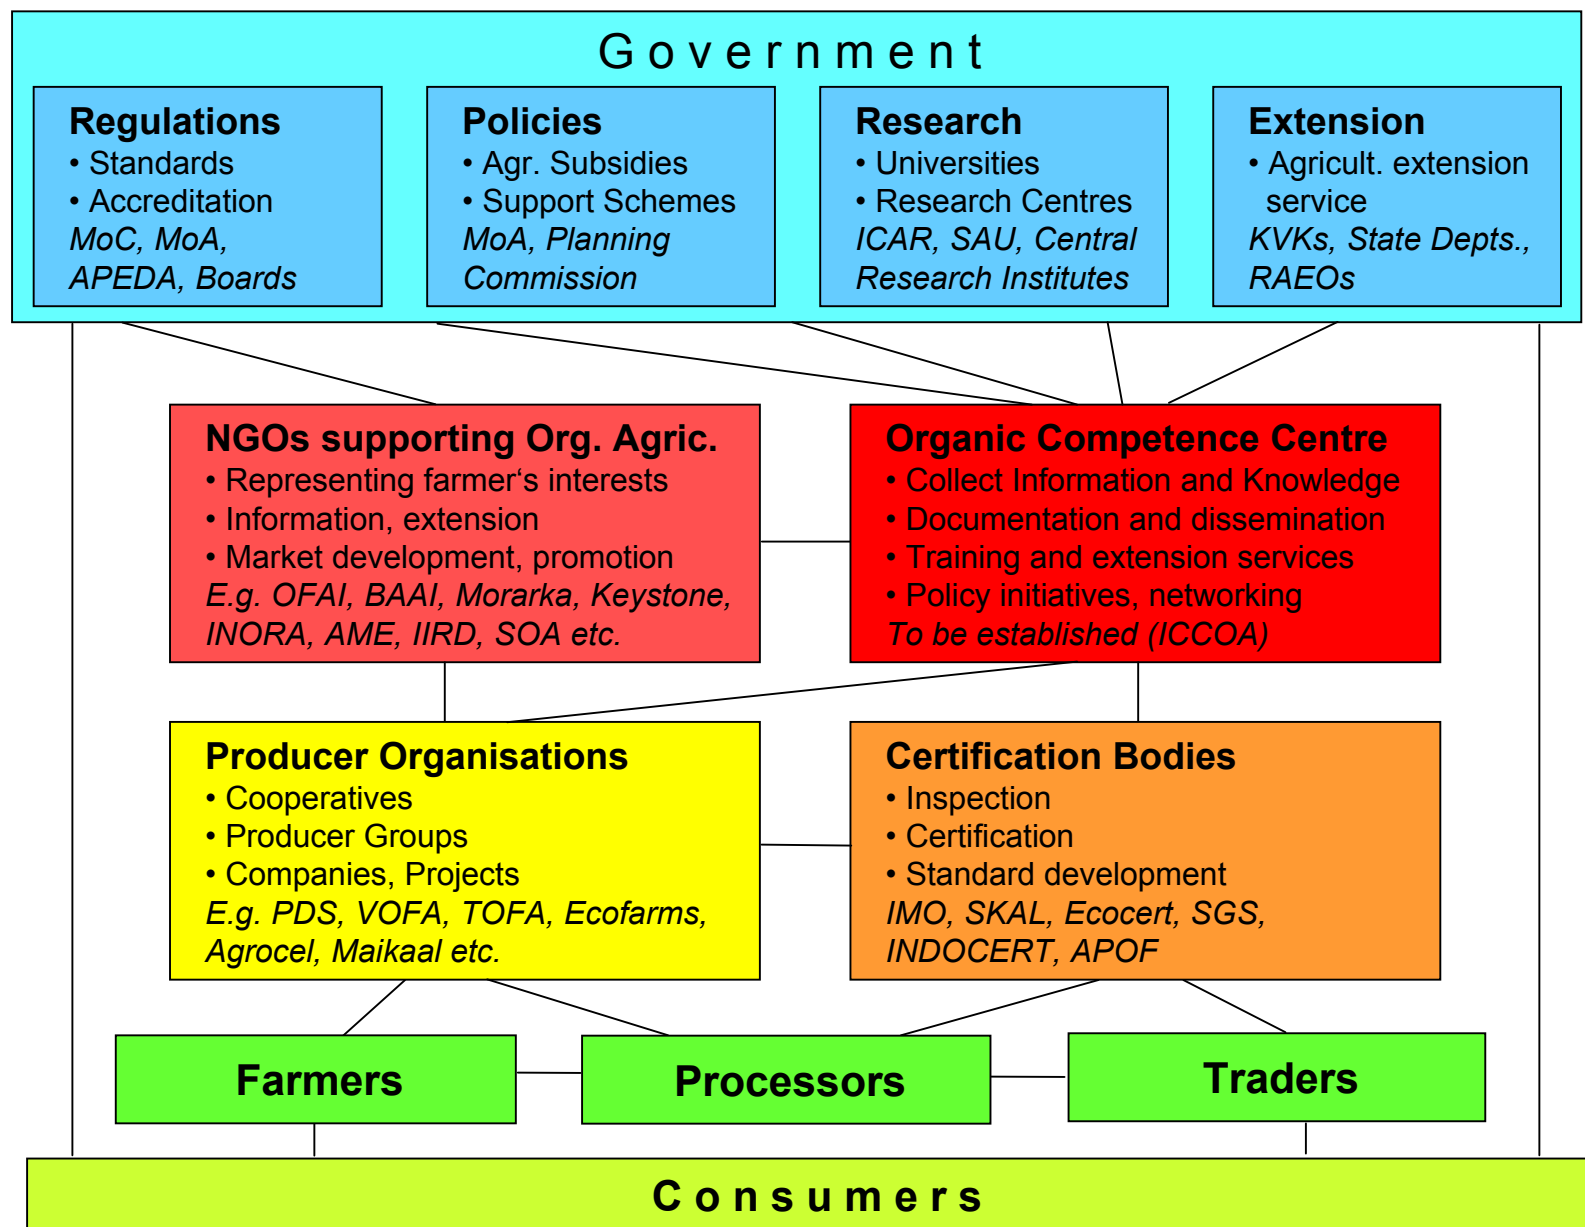 Government
Regulations
• Standards
• Accreditation
MoC, MoA,
APEDA, Boards
Policies
• Agr. Subsidies
• Support Schemes
MoA, Planning
Commission
Research
• Universities
• Research Centres
ICAR, SAU, Central
Research Institutes
Extension
• Agricult. extension
service
KVKs, State Depts.,
RAEOs
NGOs supporting Org. Agric.
• Representing farmer‘s interests
• Information, extension
• Market development, promotion
E.g. OFAI, BAAI, Morarka, Keystone,
INORA, AME, IIRD, SOA etc.
Organic Competence Centre
• Collect Information and Knowledge
• Documentation and dissemination
• Training and extension services
• Policy initiatives, networking
To be established (ICCOA)
Producer Organisations
• Cooperatives
• Producer Groups
• Companies, Projects
E.g. PDS, VOFA, TOFA, Ecofarms,
Agrocel, Maikaal etc.
Certification Bodies
• Inspection
• Certification
• Standard development
IMO, SKAL, Ecocert, SGS,
INDOCERT, APOF
Farmers
Processors
Traders
Consumers